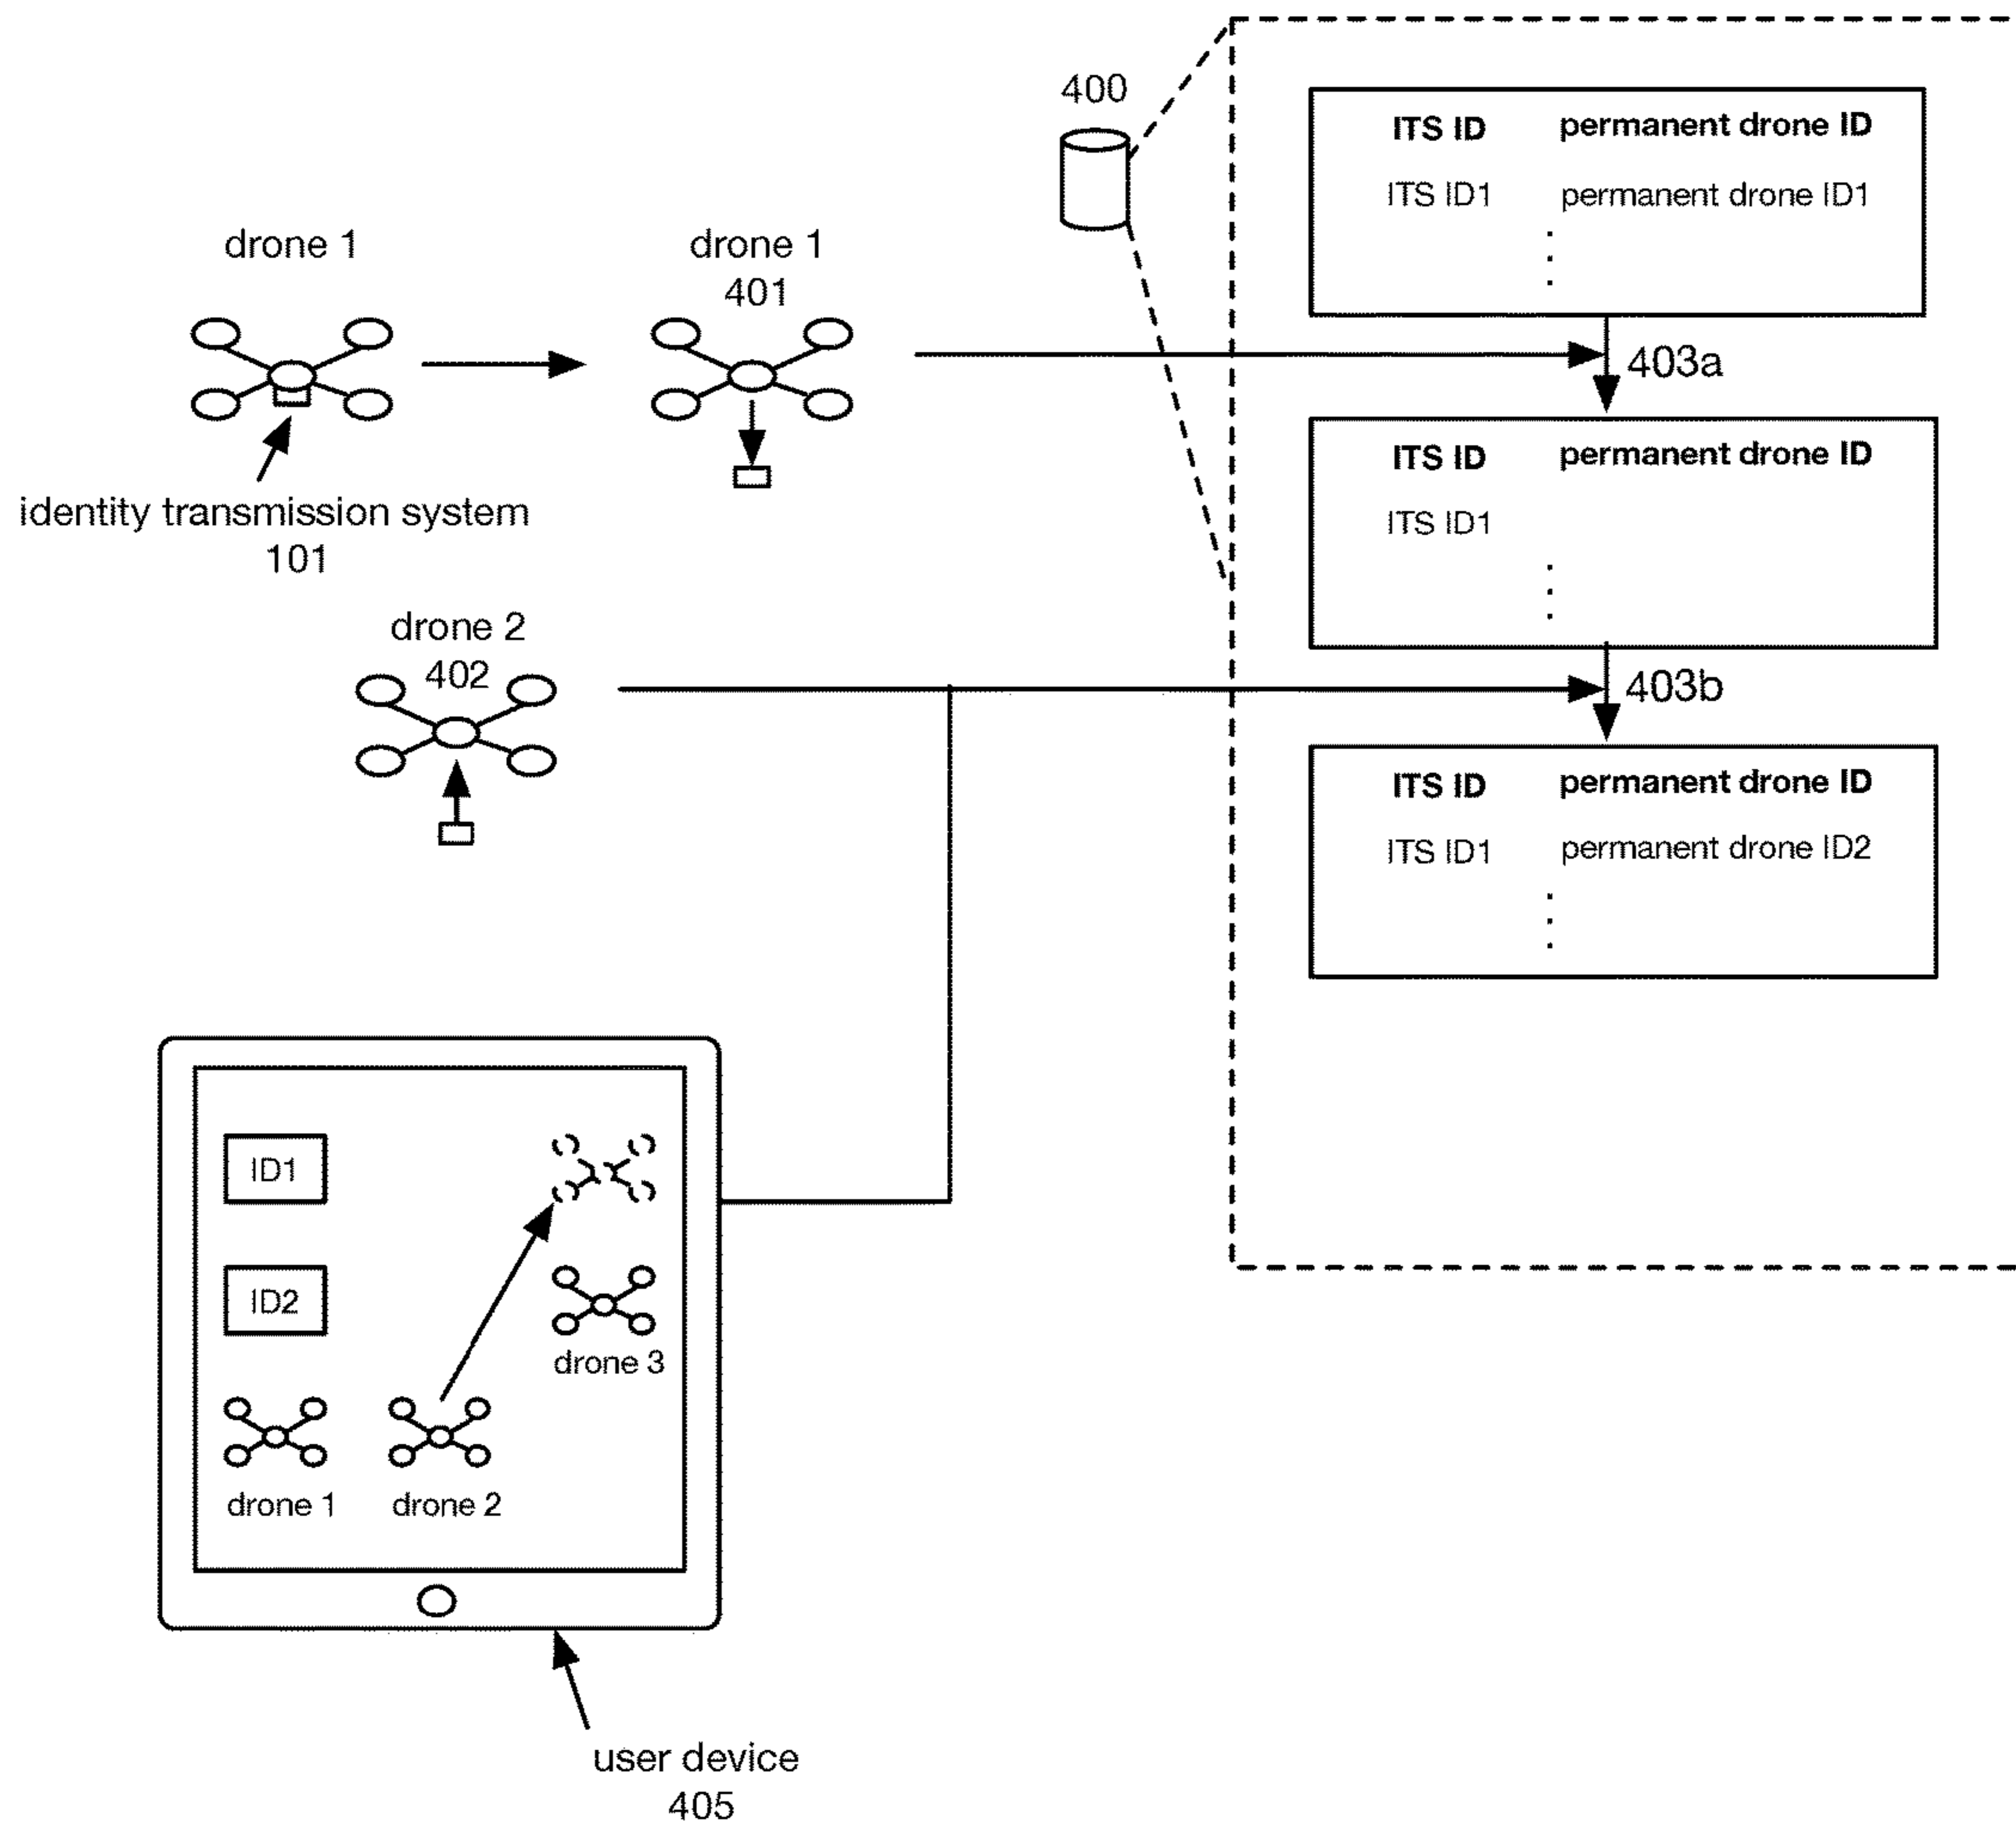 400
ITS ID permanent drone ID
ITS ID1 permanent drone ID1
drone 1
drone 1
401
403a
identity transmission system
101
ITS ID permanent drone ID
ITS ID1
drone 2
402
403b
ITS ID permanent drone ID
ITS ID1 permanent drone ID2
ID1
ID2
drone 3
drone 1
drone 2
user device
405